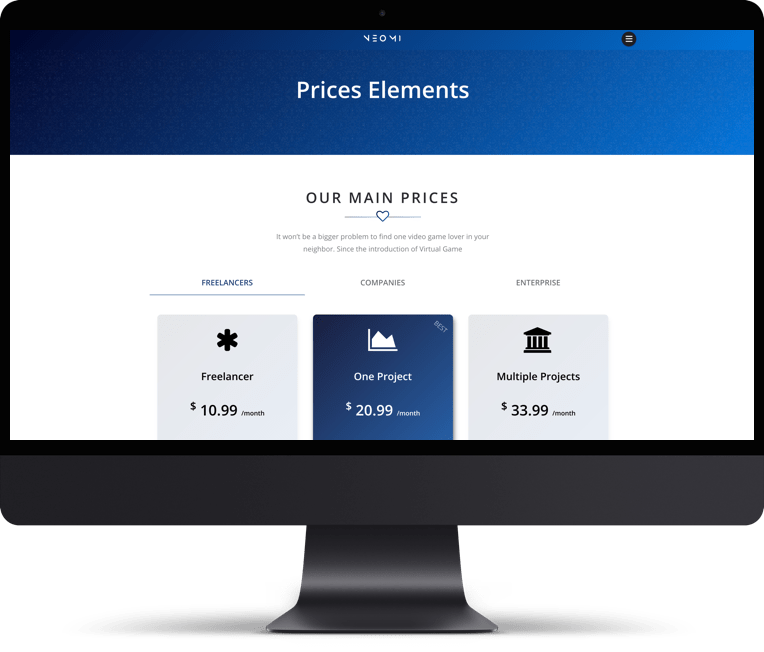 NEOMI
Prices Elements
OUR MAIN PRICES
It won't be a bigger problem to find one video game lover in your
neighbor. Since the introduction of Virtual Game
FREELANCERS COMPANIES ENTERPRISE
BEST
Freelancer One Project Multiple Projects
$ 10.99 /month $ 20.99 /month $ 33.99 /month